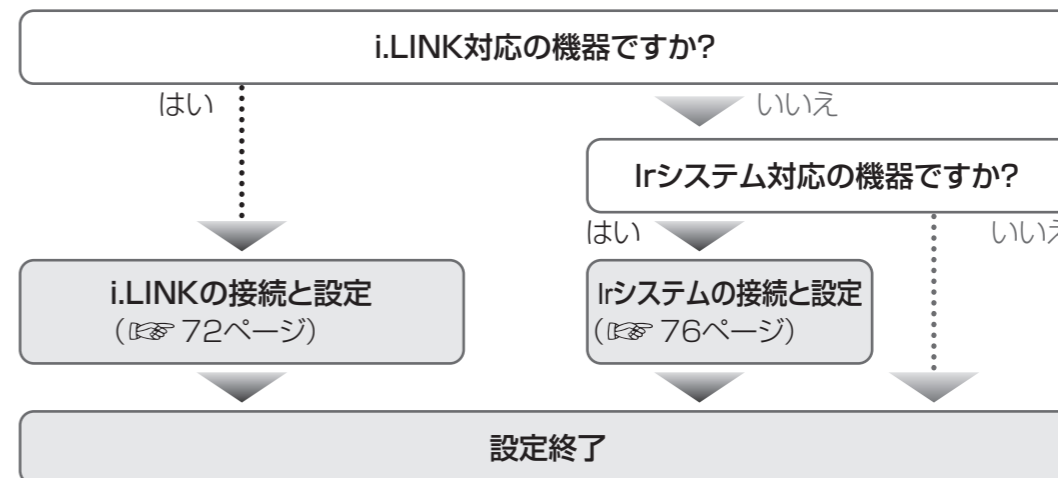 i.LINK対応の機器ですか?
はい
いいえ
Irシステム対応の機器ですか?
はい
いいえ
i.LINKの接続と設定
(☞ 72ページ)
Irシステムの接続と設定
(☞ 76ページ)
設定終了